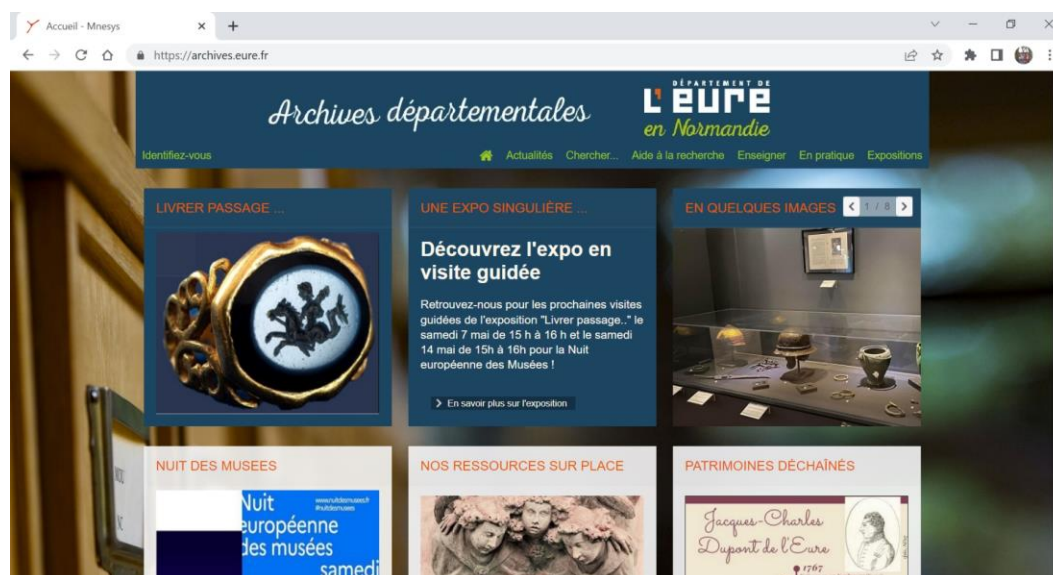 Accueil - Mnesys
https://archives.eure.fr
Archives départementales
DÉPARTEMENT DE
L'EURE
en Normandie
Identifiez-vous
Actualités Chercher... Aide à la recherche Enseigner En pratique Expositions
LIVRER PASSAGE ...
UNE EXPO SINGULIÈRE ...
Découvrez l'expo en
visite guidée
Retrouvez-nous pour les prochaines visites
guidées de l'exposition "Livrer passage.." le
samedi 7 mai de 15 h à 16 h et le samedi
14 mai de 15h à 16h pour la Nuit
européenne des Musées !
En savoir plus sur l'exposition
EN QUELQUES IMAGES
1 / 8
NUIT DES MUSEES
Nuit
européenne
des musées
samedi
www.nuitdesmusees.fr
#nuitdesmusees
NOS RESSOURCES SUR PLACE
PATRIMOINES DÉCHAÎNÉS
Jacques-Charles
Dupont de l'Eure
1767